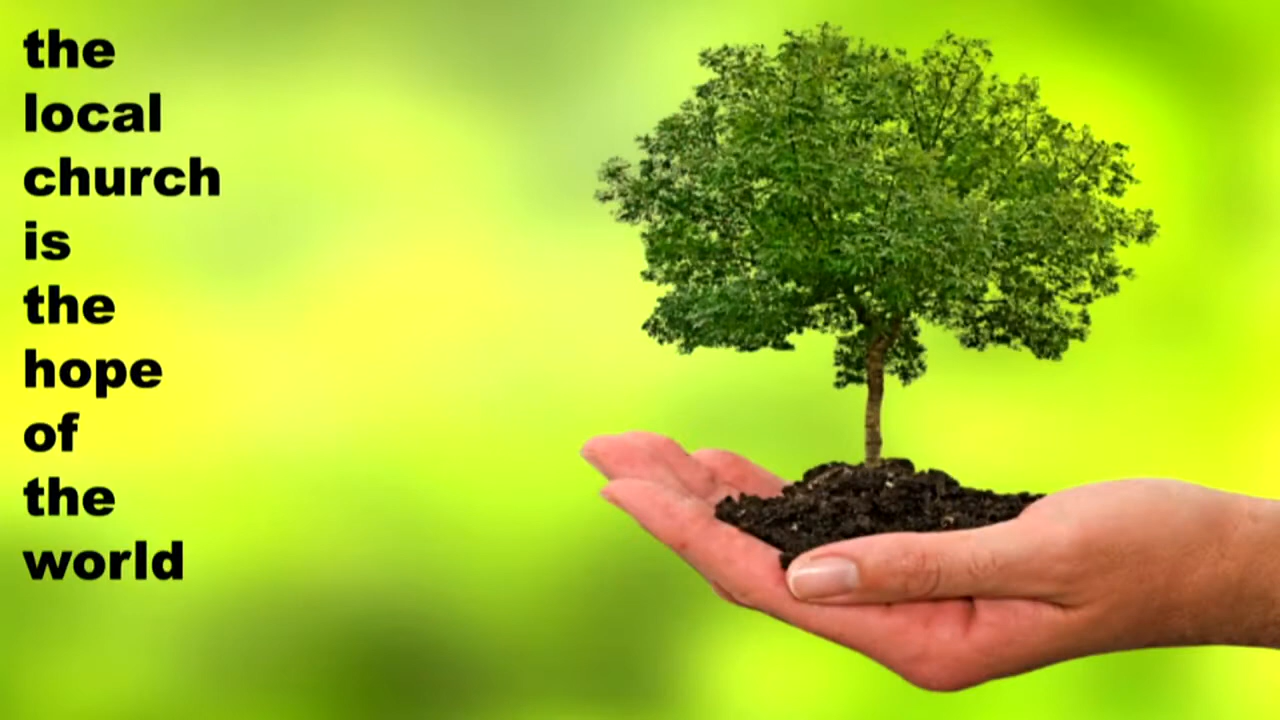 the
local
church
is
the
hope
of
the
world